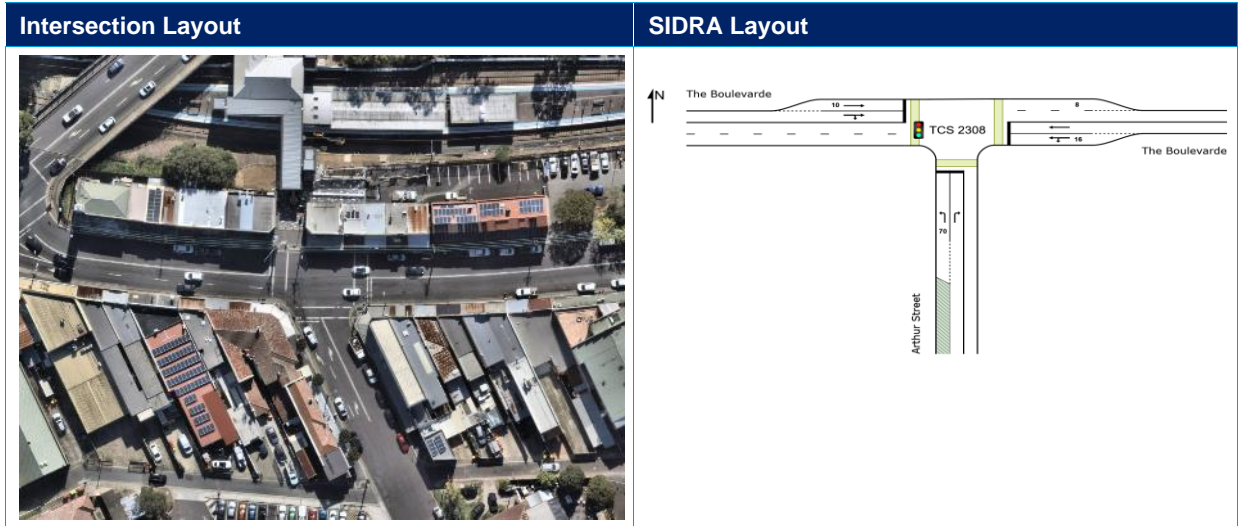 Intersection Layout
SIDRA Layout
N
The Boulevarde
10
8
TCS 2308
16
The Boulevarde
70
Arthur Street